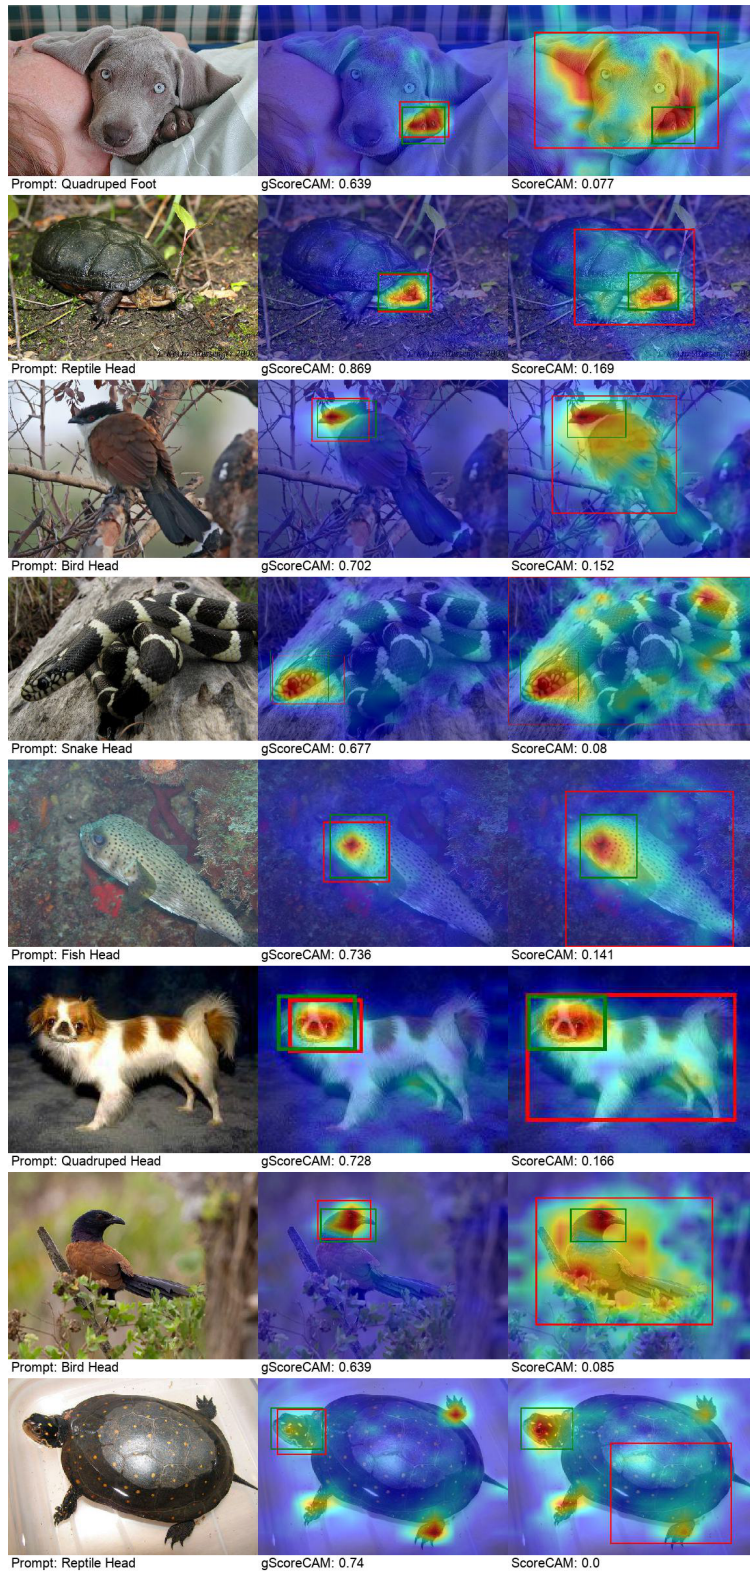 Prompt: Quadruped Foot gScoreCAM: 0.639 ScoreCAM: 0.077
Prompt: Reptile Head gScoreCAM: 0.869 ScoreCAM: 0.169
Prompt: Bird Head gScoreCAM: 0.702 ScoreCAM: 0.152
Prompt: Snake Head gScoreCAM: 0.677 ScoreCAM: 0.08
Prompt: Fish Head gScoreCAM: 0.736 ScoreCAM: 0.141
Prompt: Quadruped Head gScoreCAM: 0.728 ScoreCAM: 0.166
Prompt: Bird Head gScoreCAM: 0.639 ScoreCAM: 0.085
Prompt: Reptile Head gScoreCAM: 0.74 ScoreCAM: 0.0